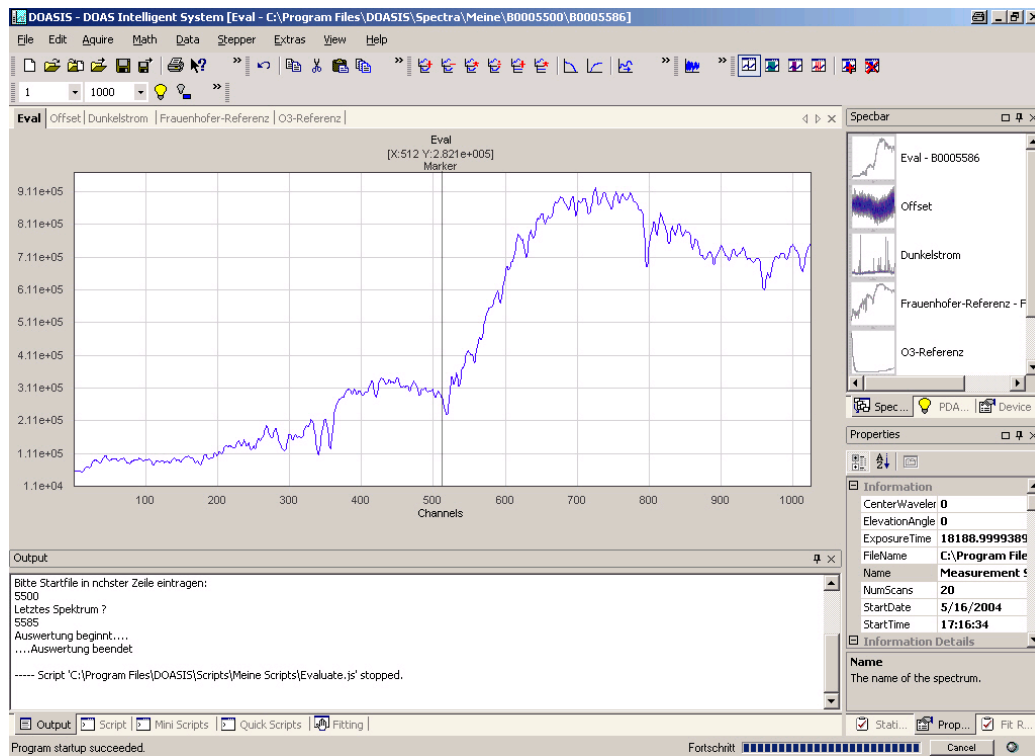 DOASIS - DOAS Intelligent System [Eval - C:\Program Files\DOASIS\Spectra\Meine\B0005500\B0005586]
File Edit Aquire Math Data Stepper Extras View Help
1 1000
Eval Offset Dunkelstrom Frauenhofer-Referenz O3-Referenz
Eval
[X:512 Y:2.821e+005]
Marker
9.11e+05
8.11e+05
7.11e+05
6.11e+05
5.11e+05
4.11e+05
3.11e+05
2.11e+05
1.11e+05
1.1e+04
100 200 300 400 500 600 700 800 900 1000
Channels
Specbar
Eval - B0005586
Offset
Dunkelstrom
Frauenhofer-Referenz - F
O3-Referenz
Spec... PDA... Device
Properties
Information
CenterWaveler 0
ElevationAngle 0
ExposureTime 18188.9999389
FileName C:\Program File
Name Measurement S
NumScans 20
StartDate 5/16/2004
StartTime 17:16:34
Information Details
Name
The name of the spectrum.
Stati... Prop... Fit R...
Output
Bitte Startfile in nchster Zeile eintragen:
5500
Letztes Spektrum ?
5585
Auswertung beginnt....
....Auswertung beendet
----- Script 'C:\Program Files\DOASIS\Scripts\Meine Scripts\Evaluate.js' stopped.
Output Script Mini Scripts Quick Scripts Fitting
Program startup succeeded.
Fortschritt Cancel